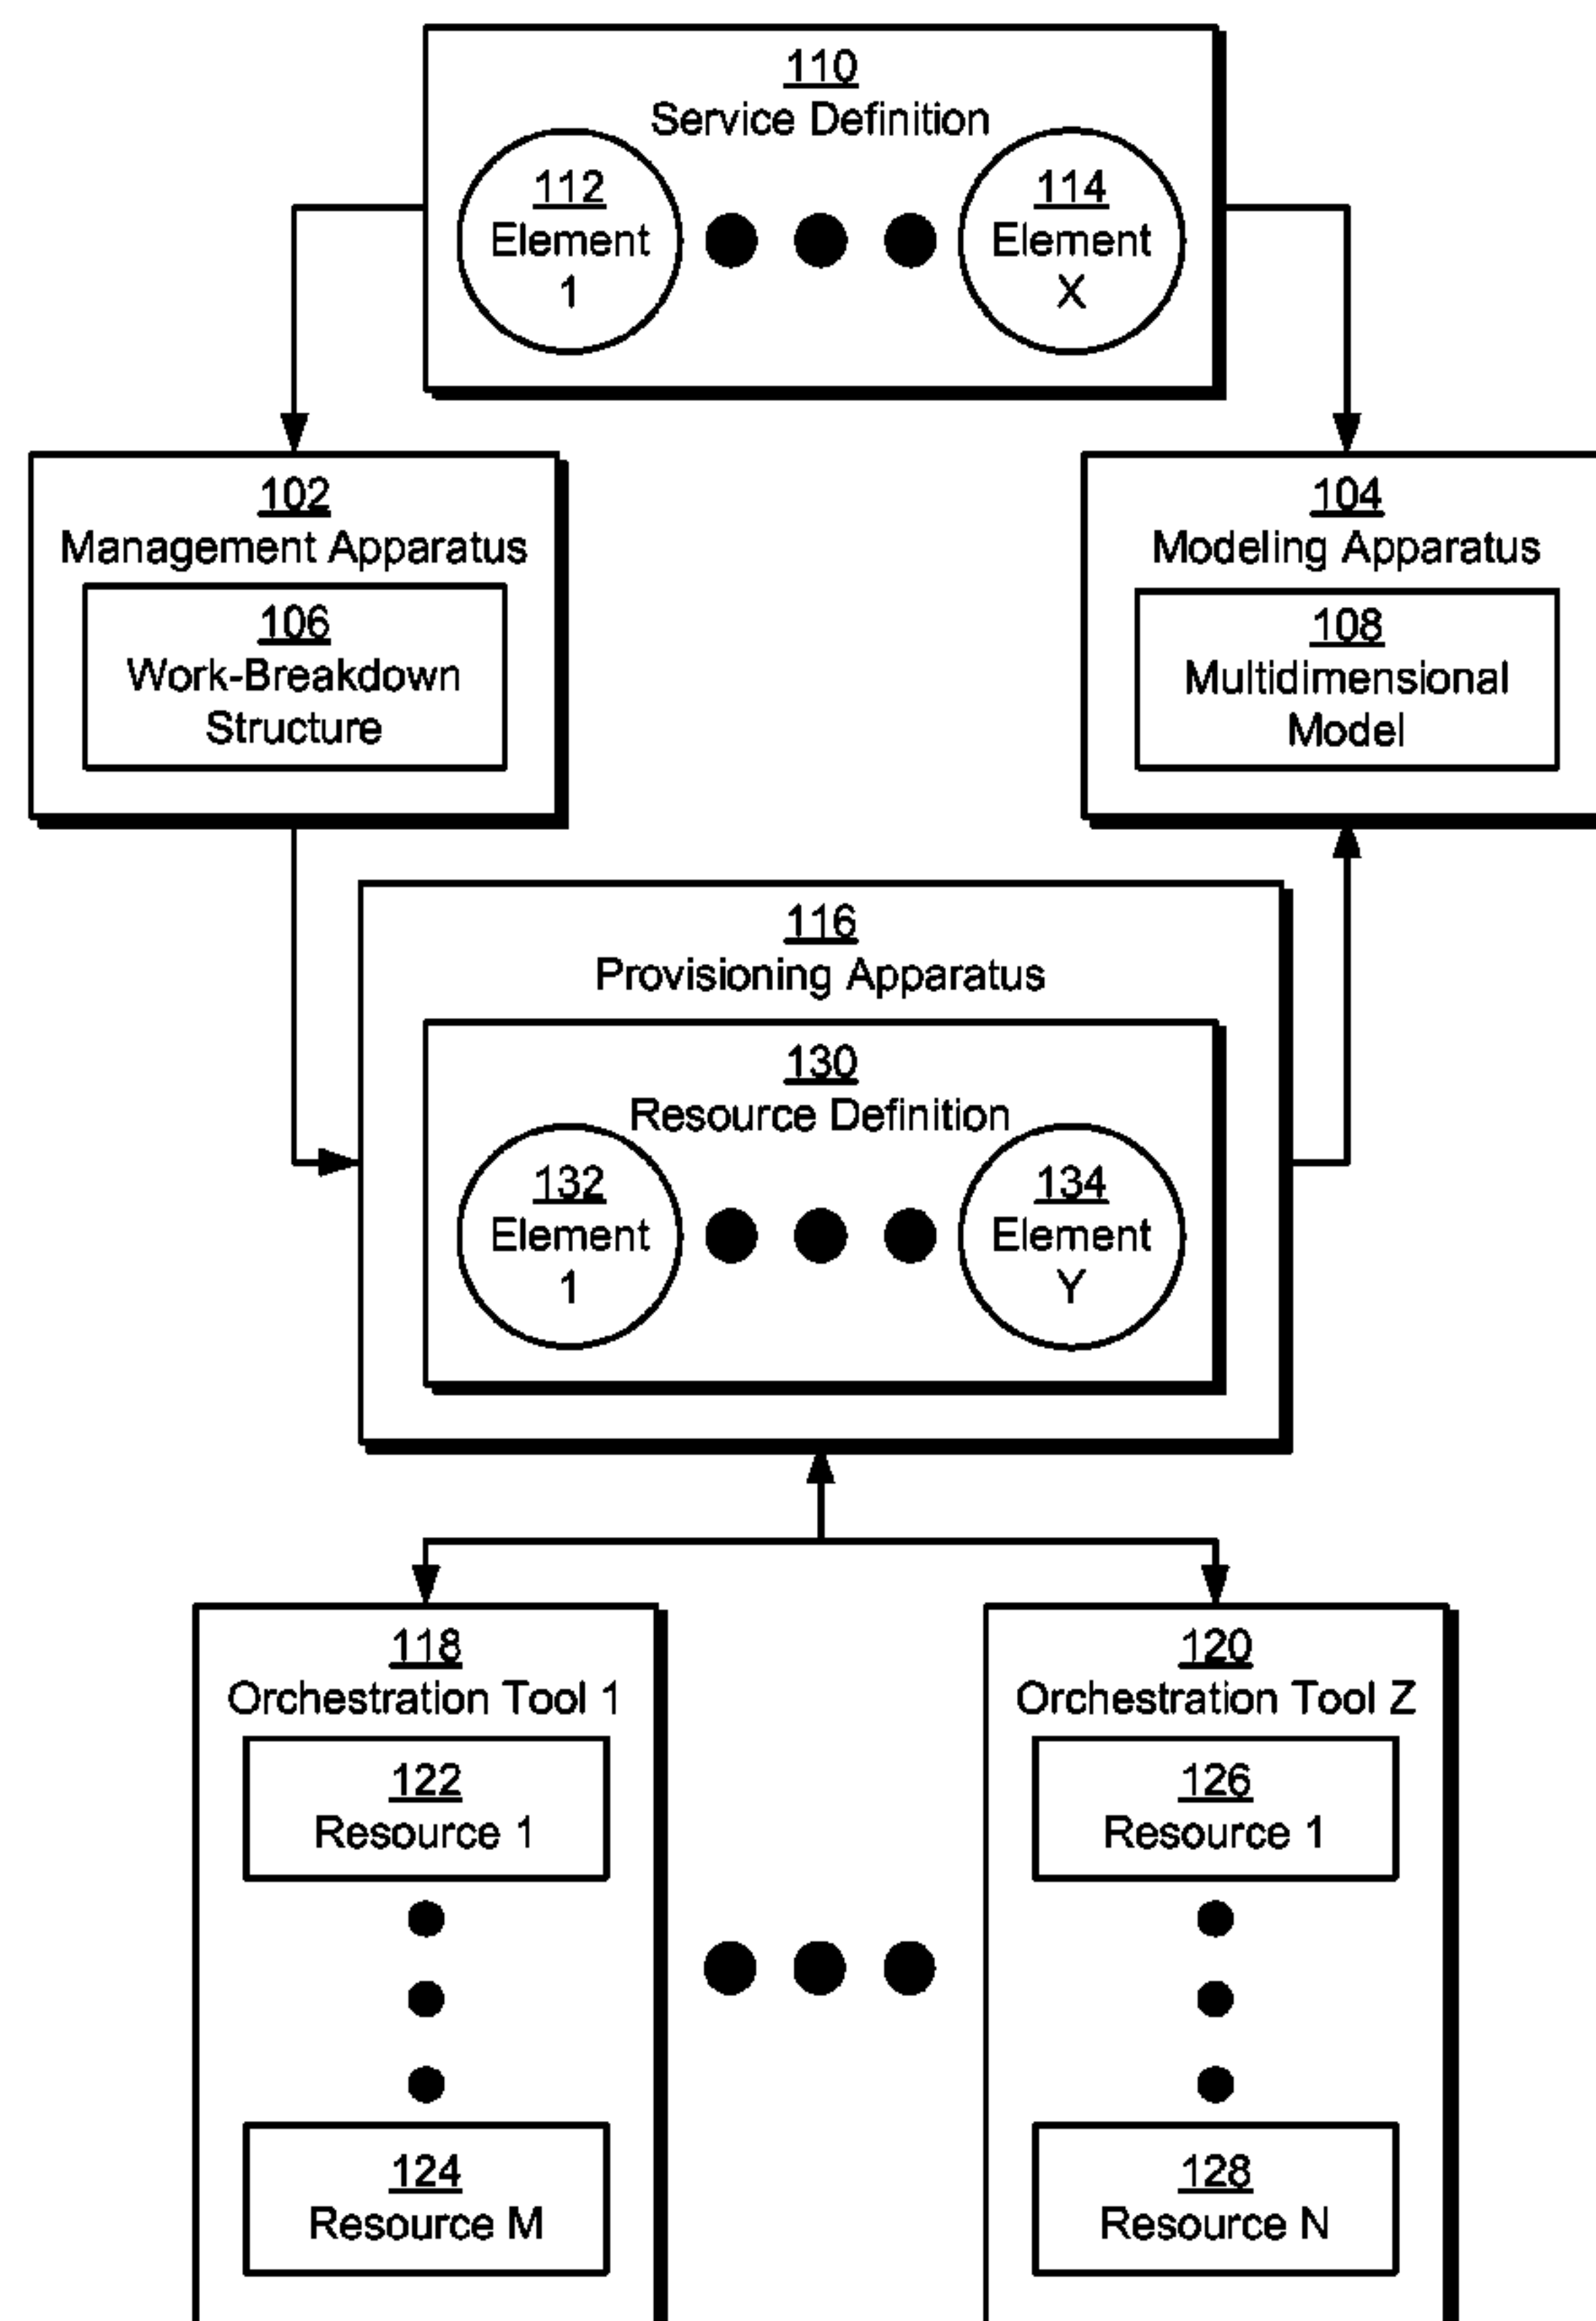 110
Service Definition
112
Element
1
114
Element
X
102
Management Apparatus
106
Work-Breakdown
Structure
104
Modeling Apparatus
108
Multidimensional
Model
116
Provisioning Apparatus
130
Resource Definition
132
Element
1
134
Element
Y
118
Orchestration Tool 1
122
Resource 1
124
Resource M
120
Orchestration Tool Z
126
Resource 1
128
Resource N